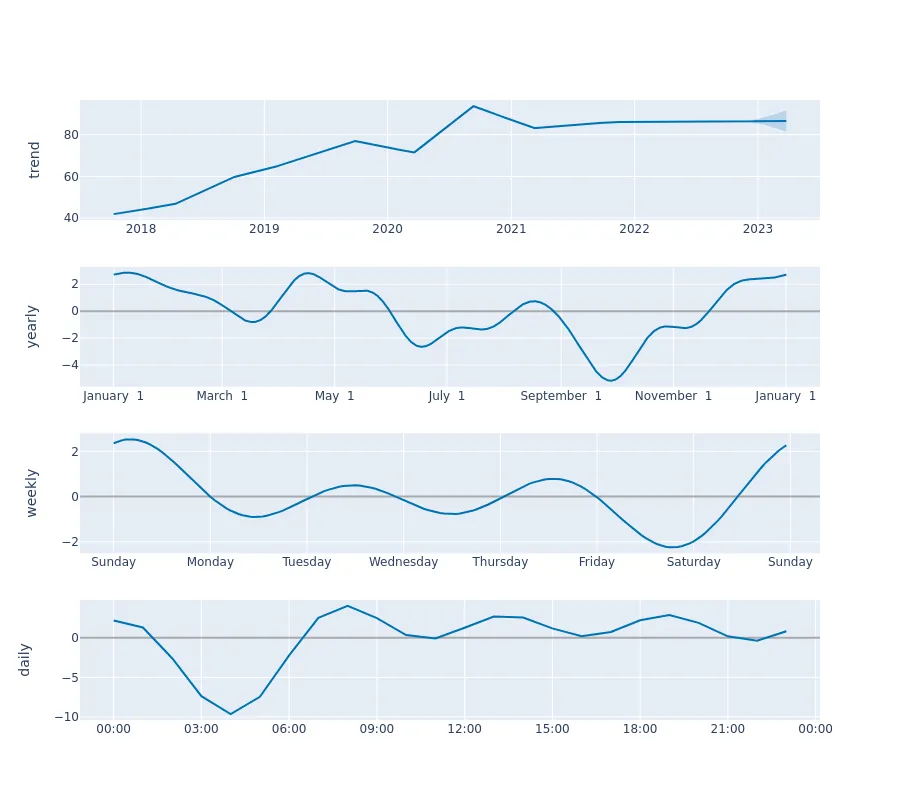 trend
80
60
40
2018 2019 2020 2021 2022 2023
yearly
2
0
−2
−4
January 1 March 1 May 1 July 1 September 1 November 1 January 1
weekly
2
0
−2
Sunday Monday Tuesday Wednesday Thursday Friday Saturday Sunday
daily
0
−5
−10
00:00 03:00 06:00 09:00 12:00 15:00 18:00 21:00 00:00